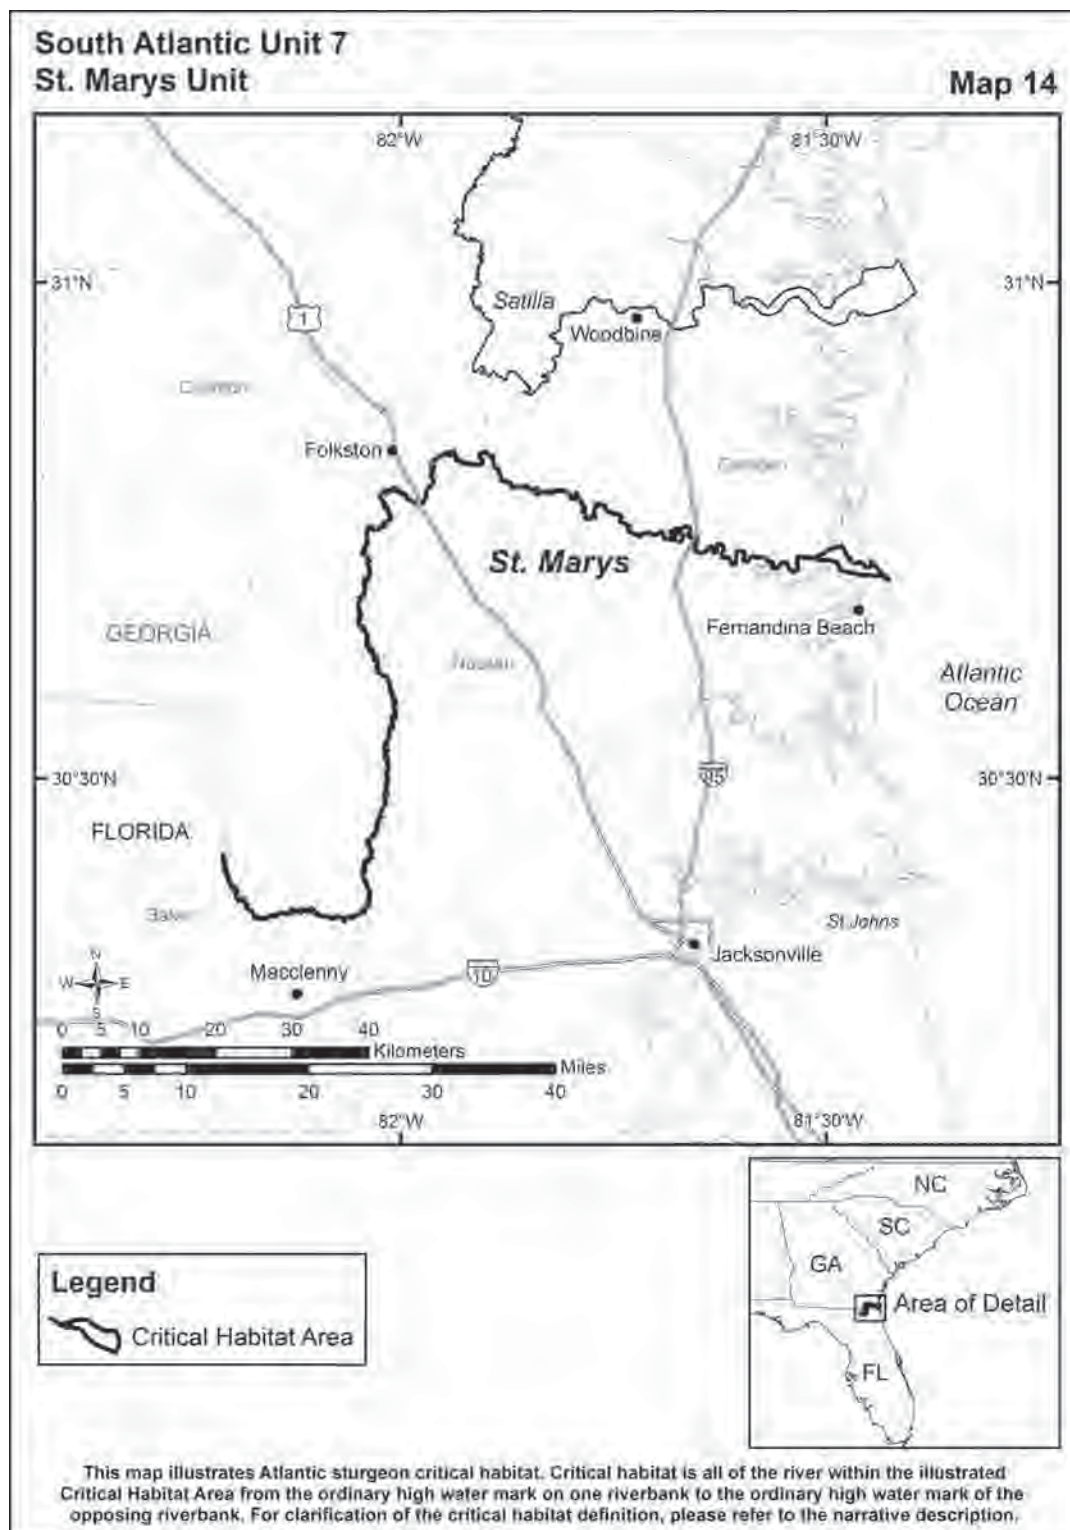 South Atlantic Unit 7
St. Marys Unit
Map 14
82°W
81°30'W
31°N
31°N
Satilla
Woodbine
1
Folkston
Camden
St. Marys
Fernandina Beach
GEORGIA
Nassau
Atlantic
Ocean
95
30°30'N
30°30'N
FLORIDA
Baker
St Johns
Jacksonville
Macclenny
10
N
W
E
S
0 5 10 20 30 40
Kilometers
Miles
0 5 10 20 30 40
82°W
81°30'W
NC
SC
GA
Area of Detail
FL
Legend
Critical Habitat Area
This map illustrates Atlantic sturgeon critical habitat. Critical habitat is all of the river within the illustrated
Critical Habitat Area from the ordinary high water mark on one riverbank to the ordinary high water mark of the
opposing riverbank. For clarification of the critical habitat definition, please refer to the narrative description.